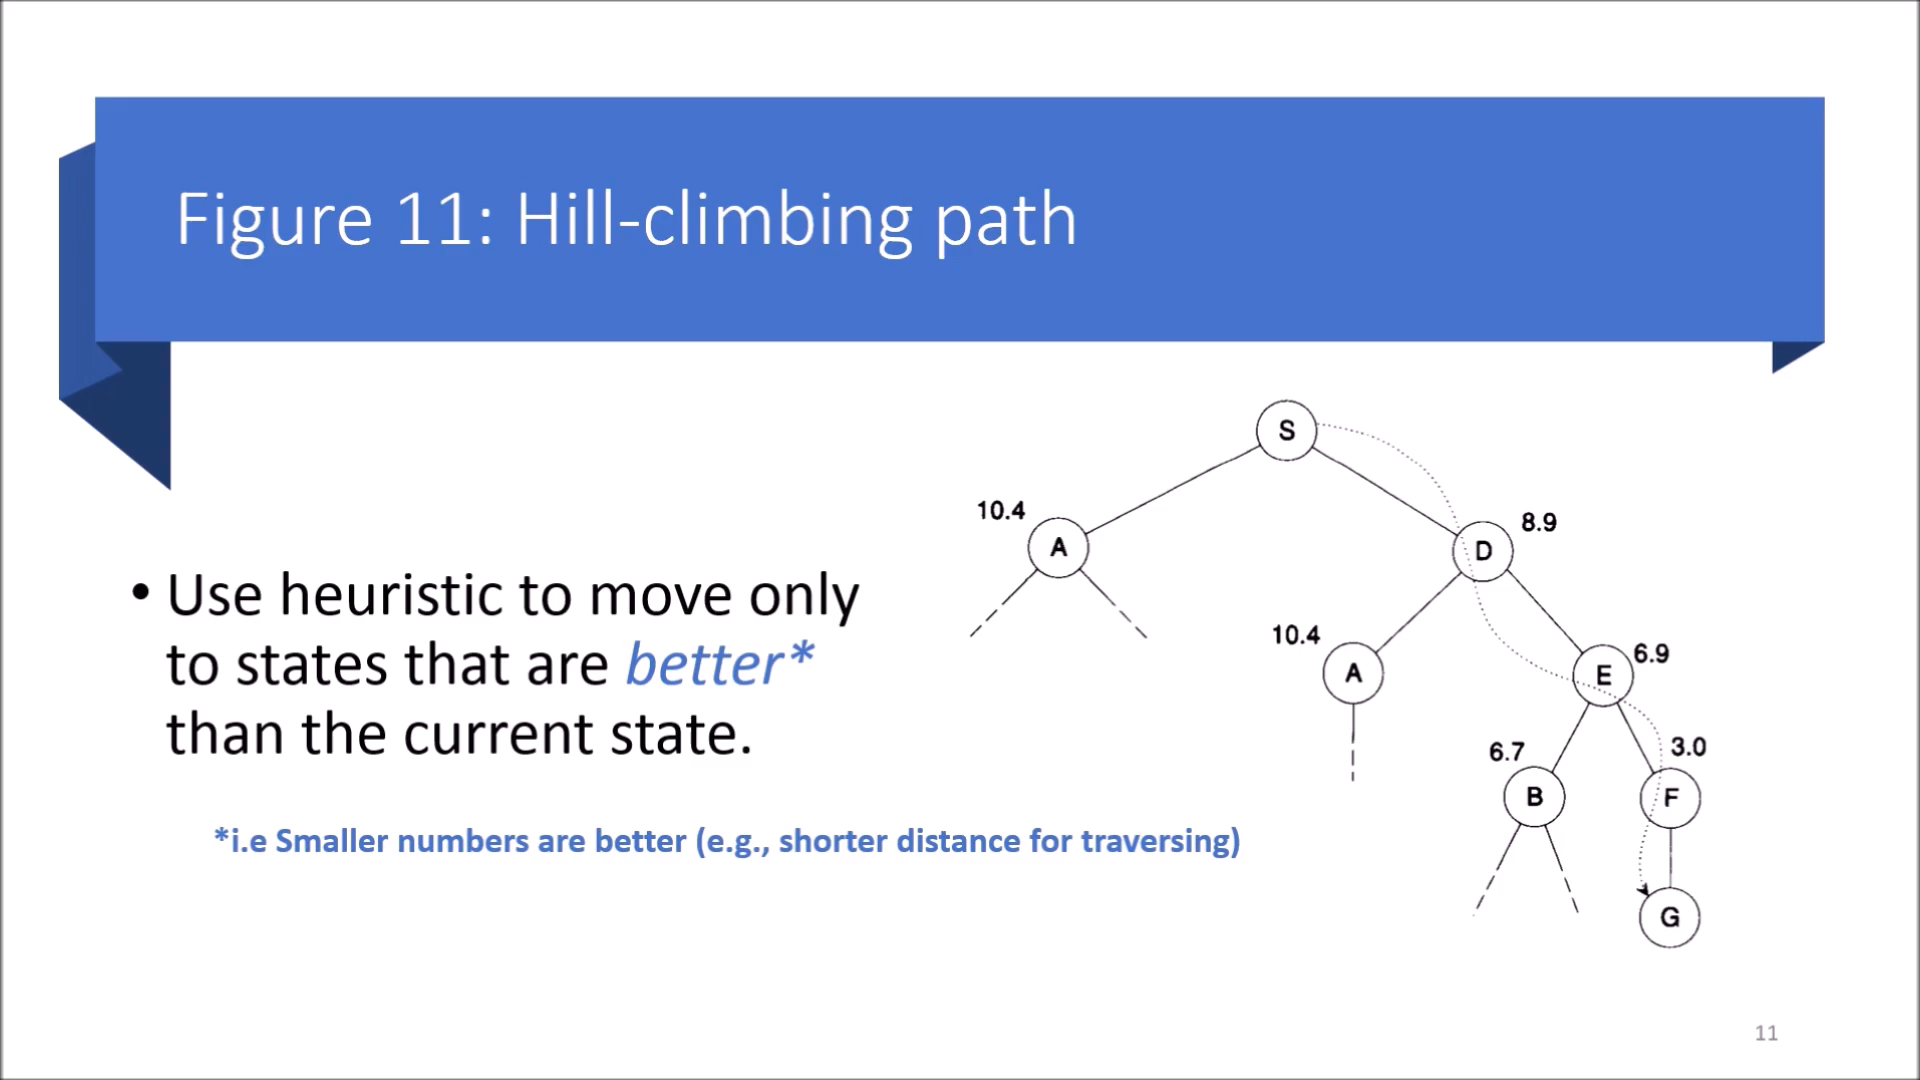 Figure 11: Hill-climbing path
• Use heuristic to move only
to states that are better*
than the current state.
*i.e Smaller numbers are better (e.g., shorter distance for traversing)
S
10.4
A
D
8.9
10.4
A
E
6.9
6.7
B
3.0
F
G
11